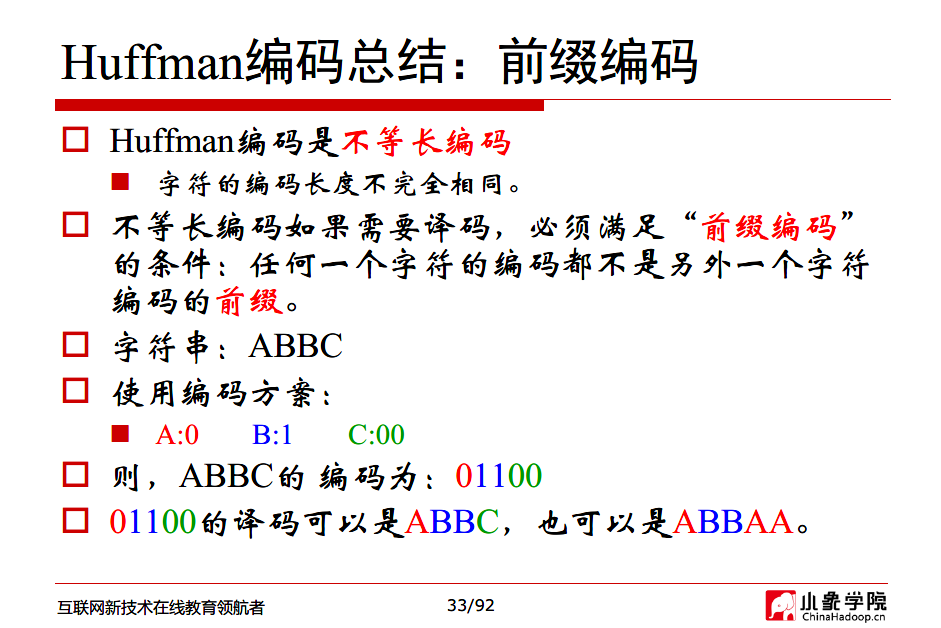 Huffman编码总结：前缀编码
Huffman编码是不等长编码
字符的编码长度不完全相同。
不等长编码如果需要译码，必须满足“前缀编码”
的条件：任何一个字符的编码都不是另外一个字符
编码的前缀。
字符串：ABBC
使用编码方案：
A:0 B:1 C:00
则，ABBC的 编码为：01100
01100的译码可以是ABBC，也可以是ABBAA。
互联网新技术在线教育领航者
33/92
小象学院
ChinaHadoop.cn